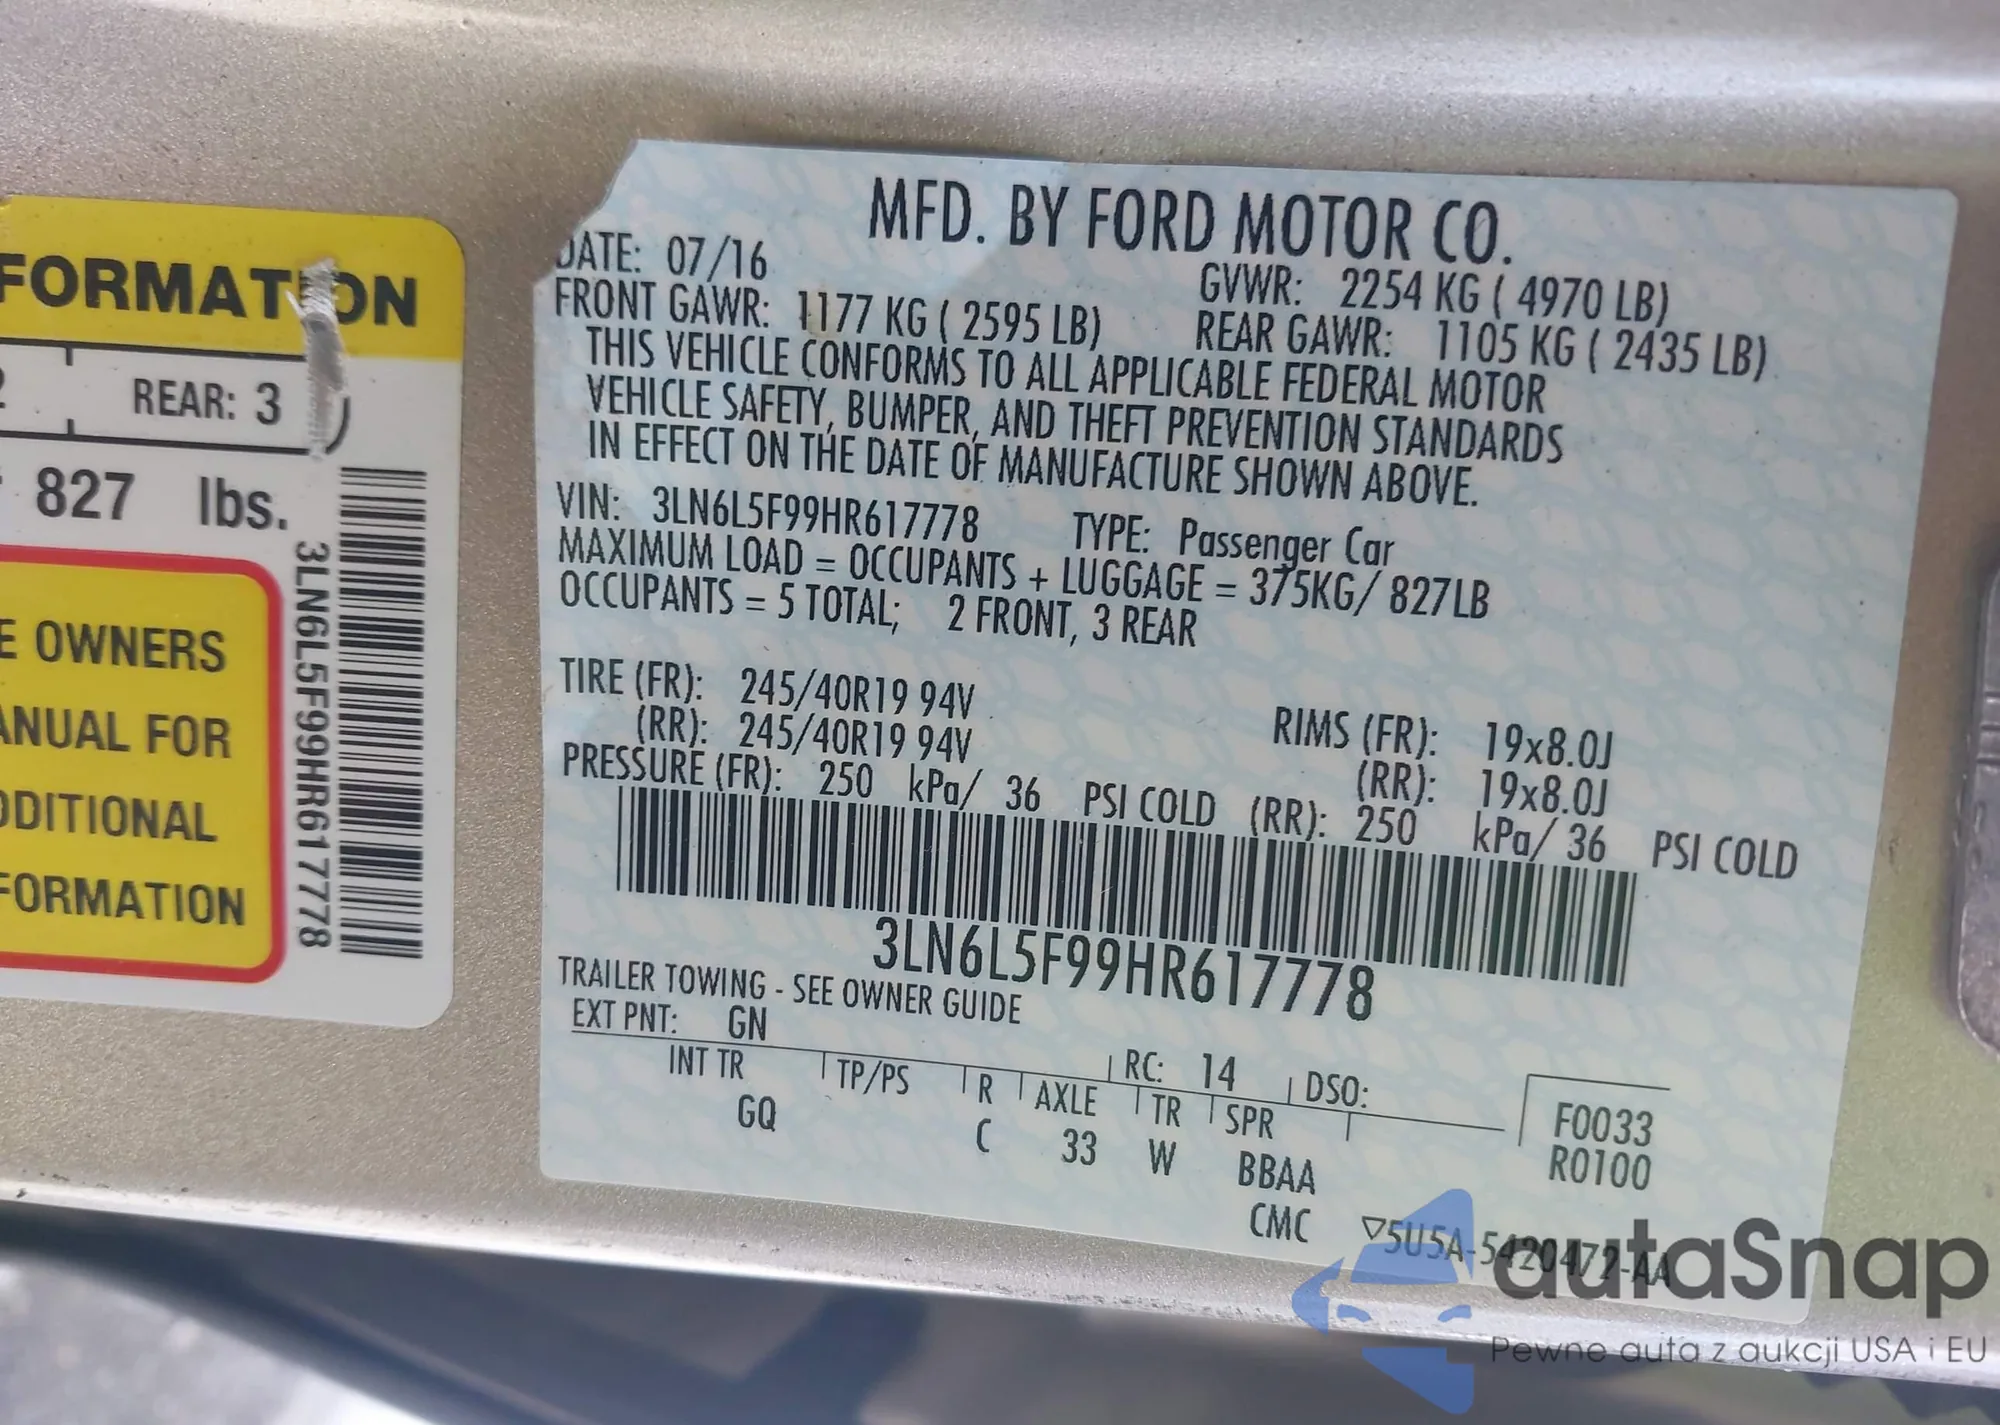 FORMATION
REAR: 3
827 lbs.
3LN6L5F99HR617778
E OWNERS
ANUAL FOR
DDITIONAL
FORMATION
MFD. BY FORD MOTOR CO.
DATE: 07/16
GVWR: 2254 KG ( 4970 LB)
FRONT GAWR: 1177 KG ( 2595 LB)
REAR GAWR: 1105 KG ( 2435 LB)
THIS VEHICLE CONFORMS TO ALL APPLICABLE FEDERAL MOTOR
VEHICLE SAFETY, BUMPER, AND THEFT PREVENTION STANDARDS
IN EFFECT ON THE DATE OF MANUFACTURE SHOWN ABOVE.
VIN: 3LN6L5F99HR617778 TYPE: Passenger Car
MAXIMUM LOAD = OCCUPANTS + LUGGAGE = 375KG/ 827LB
OCCUPANTS = 5 TOTAL; 2 FRONT, 3 REAR
TIRE (FR): 245/40R19 94V RIMS (FR): 19x8.0J
(RR): 245/40R19 94V (RR): 19x8.0J
PRESSURE (FR): 250 kPa/ 36 PSI COLD (RR): 250 kPa/ 36 PSI COLD
3LN6L5F99HR617778
TRAILER TOWING - SEE OWNER GUIDE
EXT PNT: GN RC: 14 DSO:
INT TR TP/PS R AXLE TR SPR
GQ C 33 W BBAA
CMC
F0033
R0100
▽5U5A-5420472-AA
autaSnap
Pewne auta z aukcji USA i EU